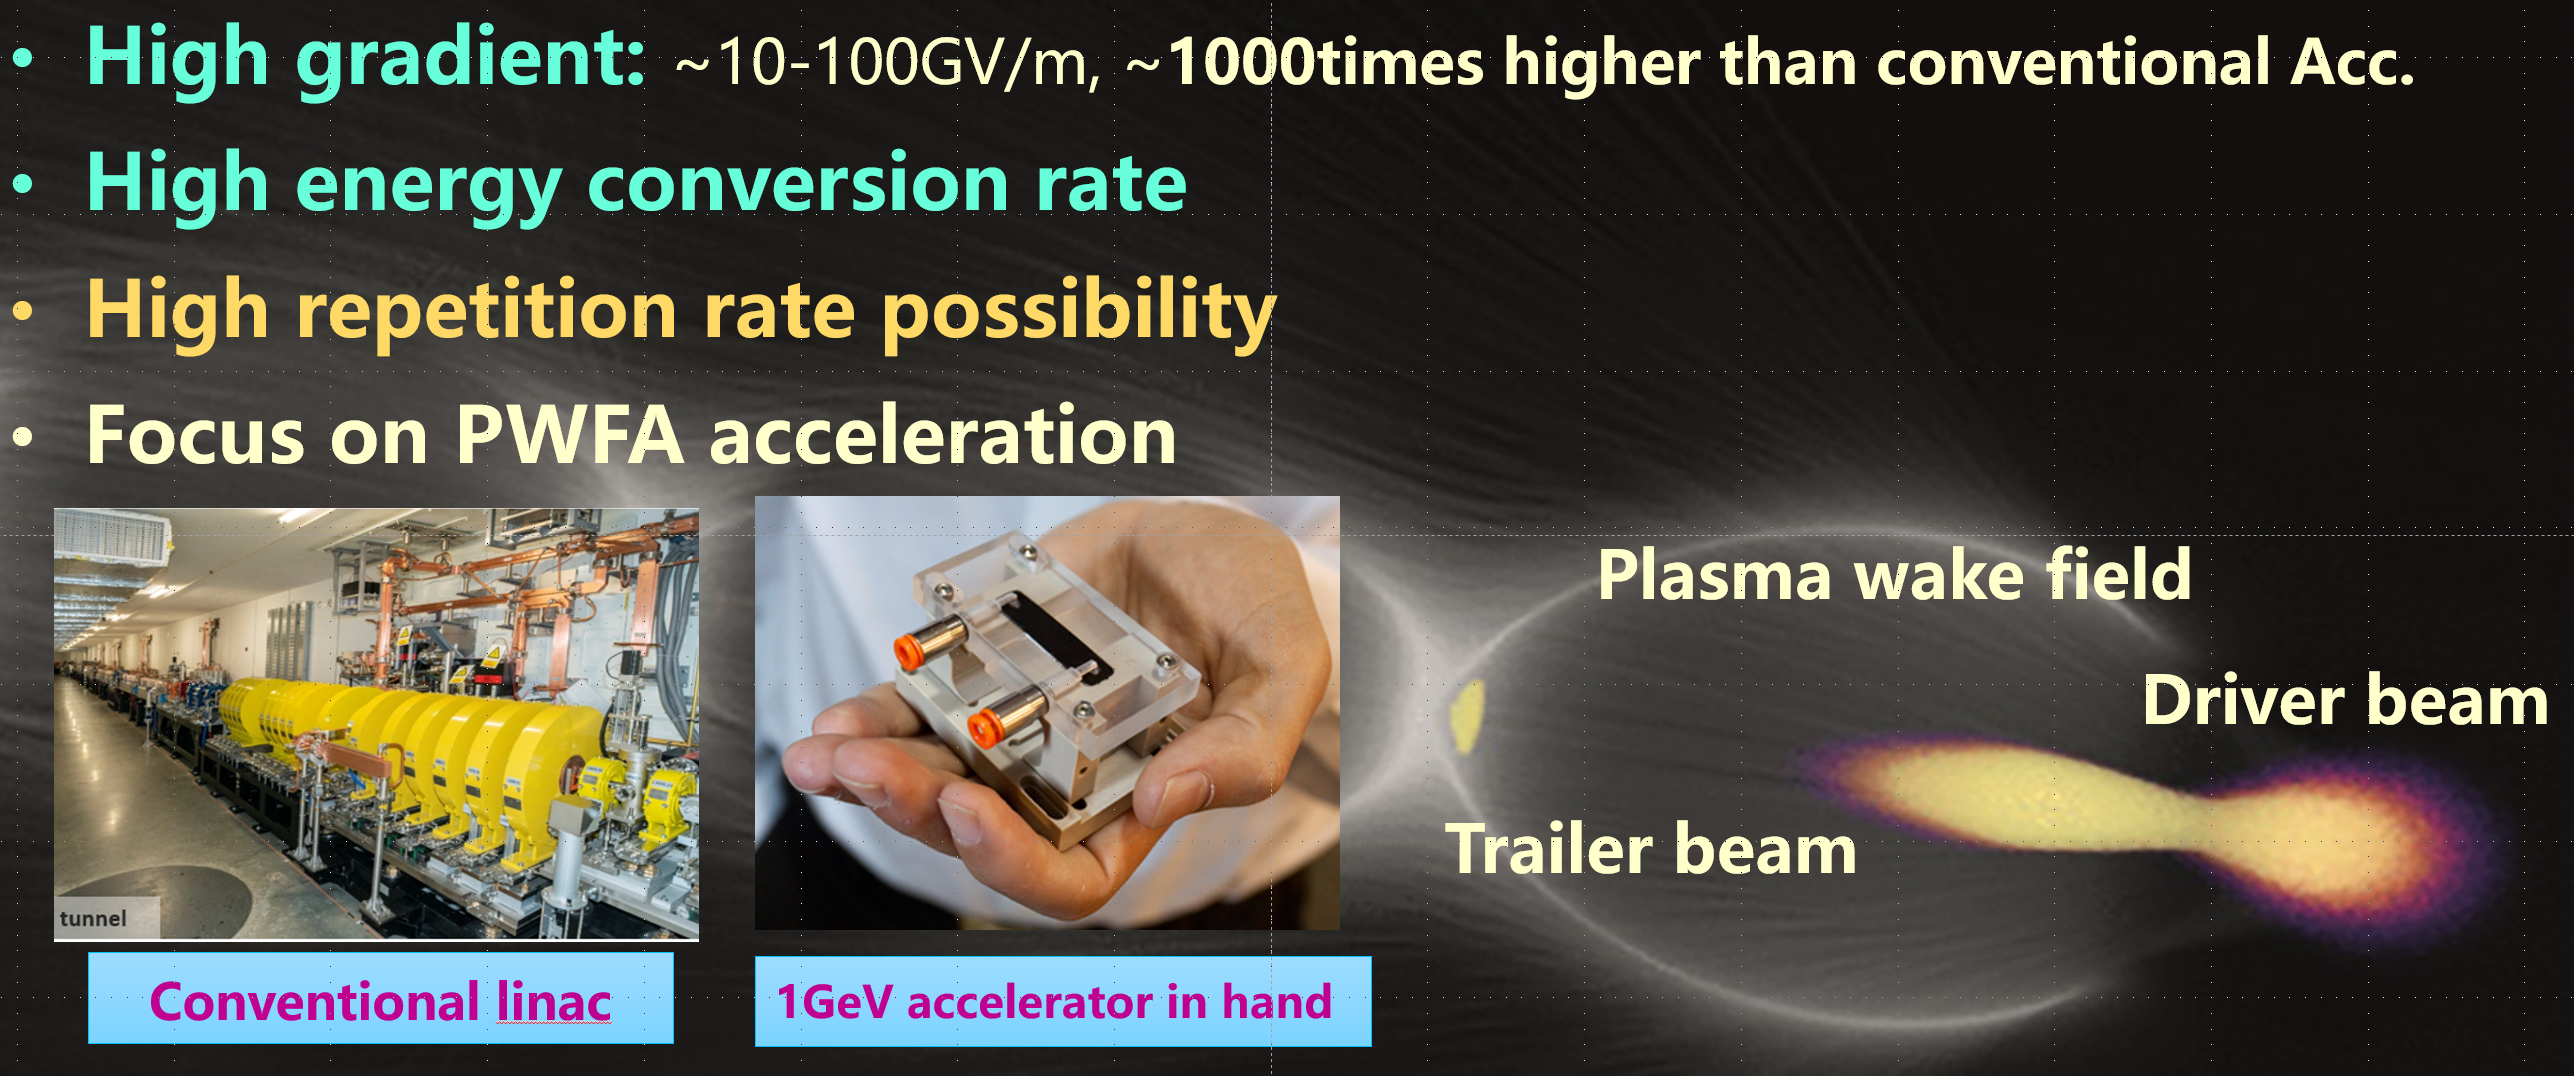 • High gradient: ~10-100GV/m, ~1000times higher than conventional Acc.
• High energy conversion rate
• High repetition rate possibility
• Focus on PWFA acceleration
Plasma wake field
Driver beam
Trailer beam
tunnel
Conventional linac
1GeV accelerator in hand